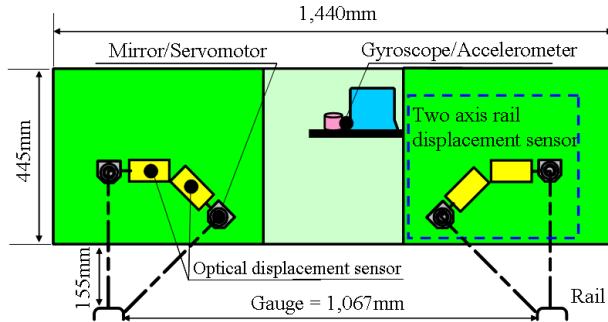 1,440mm
Mirror/Servomotor
Gyroscope/Accelerometer
Two axis rail
displacement sensor
445mm
155mm
Optical displacement sensor
Gauge = 1,067mm
Rail